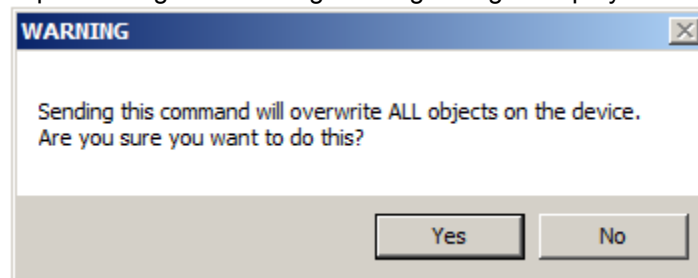 WARNING
Sending this command will overwrite ALL objects on the device.
Are you sure you want to do this?
Yes No